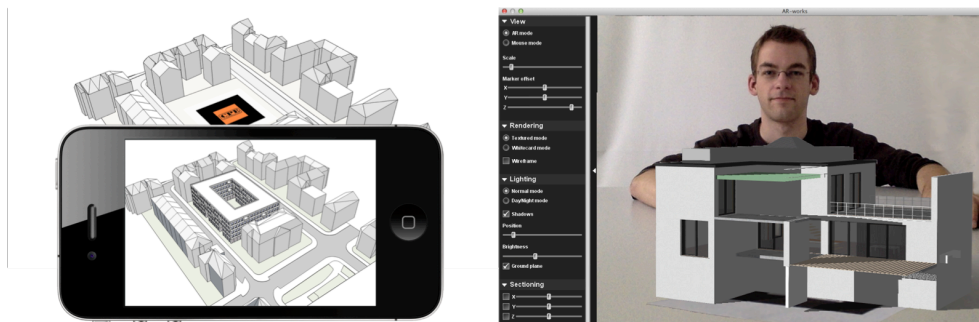 CPE
AR-works
View
AR mode
Mouse mode
Scale
Marker offset
X
Y
Z
Rendering
Textured mode
Whitecard mode
Wireframe
Lighting
Normal mode
Day/Night mode
Shadows
Position
Brightness
Ground plane
Sectioning
X
Y
Z